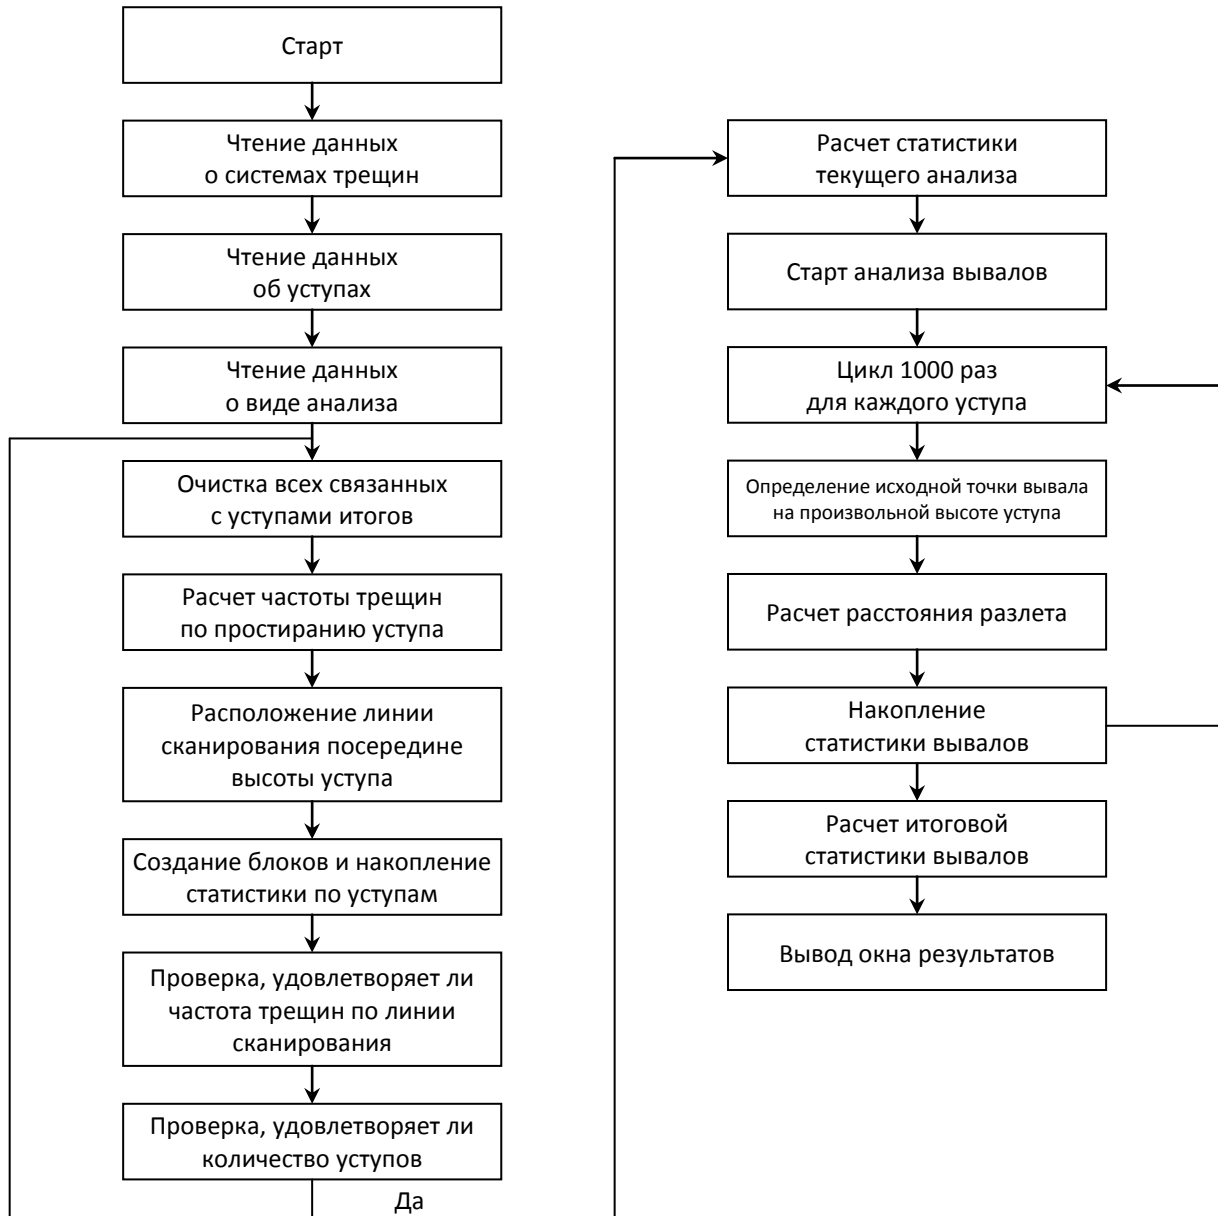 Старт
Чтение данных
о системах трещин
Чтение данных
об уступах
Чтение данных
о виде анализа
Очистка всех связанных
с уступами итогов
Расчет частоты трещин
по простиранию уступа
Расположение линии
сканирования посередине
высоты уступа
Создание блоков и накопление
статистики по уступам
Проверка, удовлетворяет ли
частота трещин по линии
сканирования
Проверка, удовлетворяет ли
количество уступов
Да
Расчет статистики
текущего анализа
Старт анализа вывалов
Цикл 1000 раз
для каждого уступа
Определение исходной точки вывала
на произвольной высоте уступа
Расчет расстояния разлета
Накопление
статистики вывалов
Расчет итоговой
статистики вывалов
Вывод окна результатов